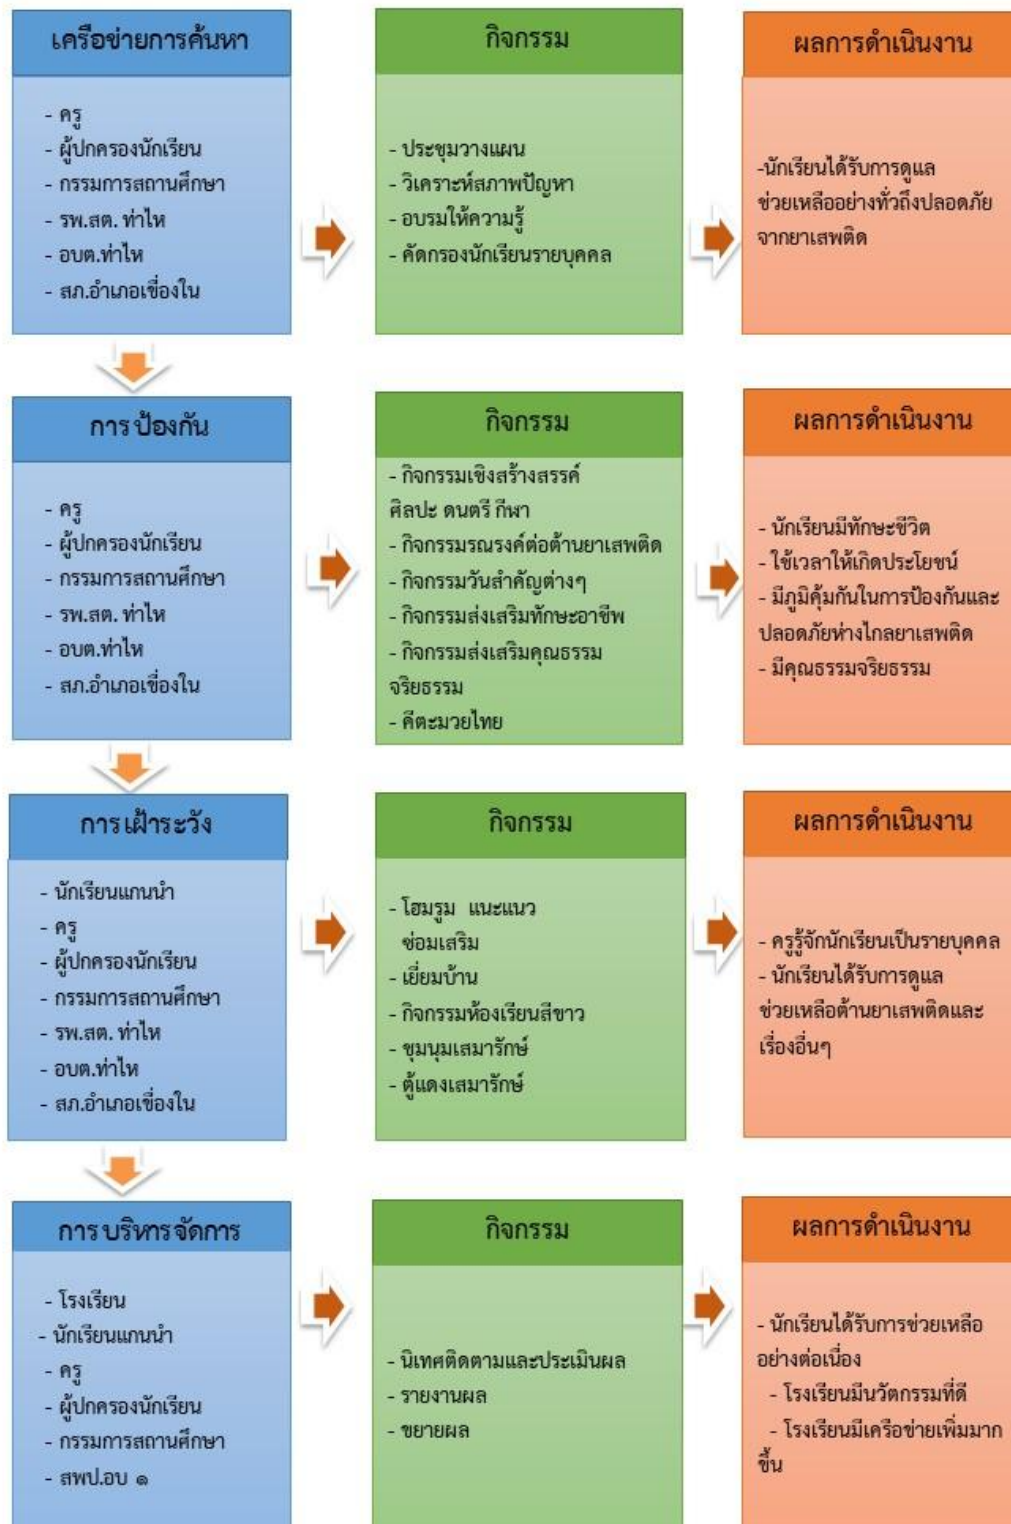 เครือข่ายการค้นหา
- ครู
- ผู้ปกครองนักเรียน
- กรรมการสถานศึกษา
- รพ.สต. ท่าไห
- อบต.ท่าไห
- สภ.อำเภอเขื่องใน
กิจกรรม
- ประชุมวางแผน
- วิเคราะห์สภาพปัญหา
- อบรมให้ความรู้
- คัดกรองนักเรียนรายบุคคล
ผลการดำเนินงาน
-นักเรียนได้รับการดูแล
ช่วยเหลืออย่างทั่วถึงปลอดภัย
จากยาเสพติด
การป้องกัน
- ครู
- ผู้ปกครองนักเรียน
- กรรมการสถานศึกษา
- รพ.สต. ท่าไห
- อบต.ท่าไห
- สภ.อำเภอเขื่องใน
กิจกรรม
- กิจกรรมเชิงสร้างสรรค์
ศิลปะ ดนตรี กีฬา
- กิจกรรมรณรงค์ต่อต้านยาเสพติด
- กิจกรรมวันสำคัญต่างๆ
- กิจกรรมส่งเสริมทักษะอาชีพ
- กิจกรรมส่งเสริมคุณธรรม
จริยธรรม
- คีตะมวยไทย
ผลการดำเนินงาน
- นักเรียนมีทักษะชีวิต
- ใช้เวลาให้เกิดประโยชน์
- มีภูมิคุ้มกันในการป้องกันและ
ปลอดภัยห่างไกลยาเสพติด
- มีคุณธรรมจริยธรรม
การเฝ้าระวัง
- นักเรียนแกนนำ
- ครู
- ผู้ปกครองนักเรียน
- กรรมการสถานศึกษา
- รพ.สต. ท่าไห
- อบต.ท่าไห
- สภ.อำเภอเขื่องใน
กิจกรรม
- โฮมรูม แนะแนว
ซ่อมเสริม
- เยี่ยมบ้าน
- กิจกรรมห้องเรียนสีขาว
- ชุมนุมเสมารักษ์
- ตู้แดงเสมารักษ์
ผลการดำเนินงาน
- ครูรู้จักนักเรียนเป็นรายบุคคล
- นักเรียนได้รับการดูแล
ช่วยเหลือต้านยาเสพติดและ
เรื่องอื่นๆ
การบริหารจัดการ
- โรงเรียน
- นักเรียนแกนนำ
- ครู
- ผู้ปกครองนักเรียน
- กรรมการสถานศึกษา
- สพป.อบ ๑
กิจกรรม
- นิเทศติดตามและประเมินผล
- รายงานผล
- ขยายผล
ผลการดำเนินงาน
- นักเรียนได้รับการช่วยเหลือ
อย่างต่อเนื่อง
- โรงเรียนมีนวัตกรรมที่ดี
- โรงเรียนมีเครือข่ายเพิ่มมาก
ขึ้น